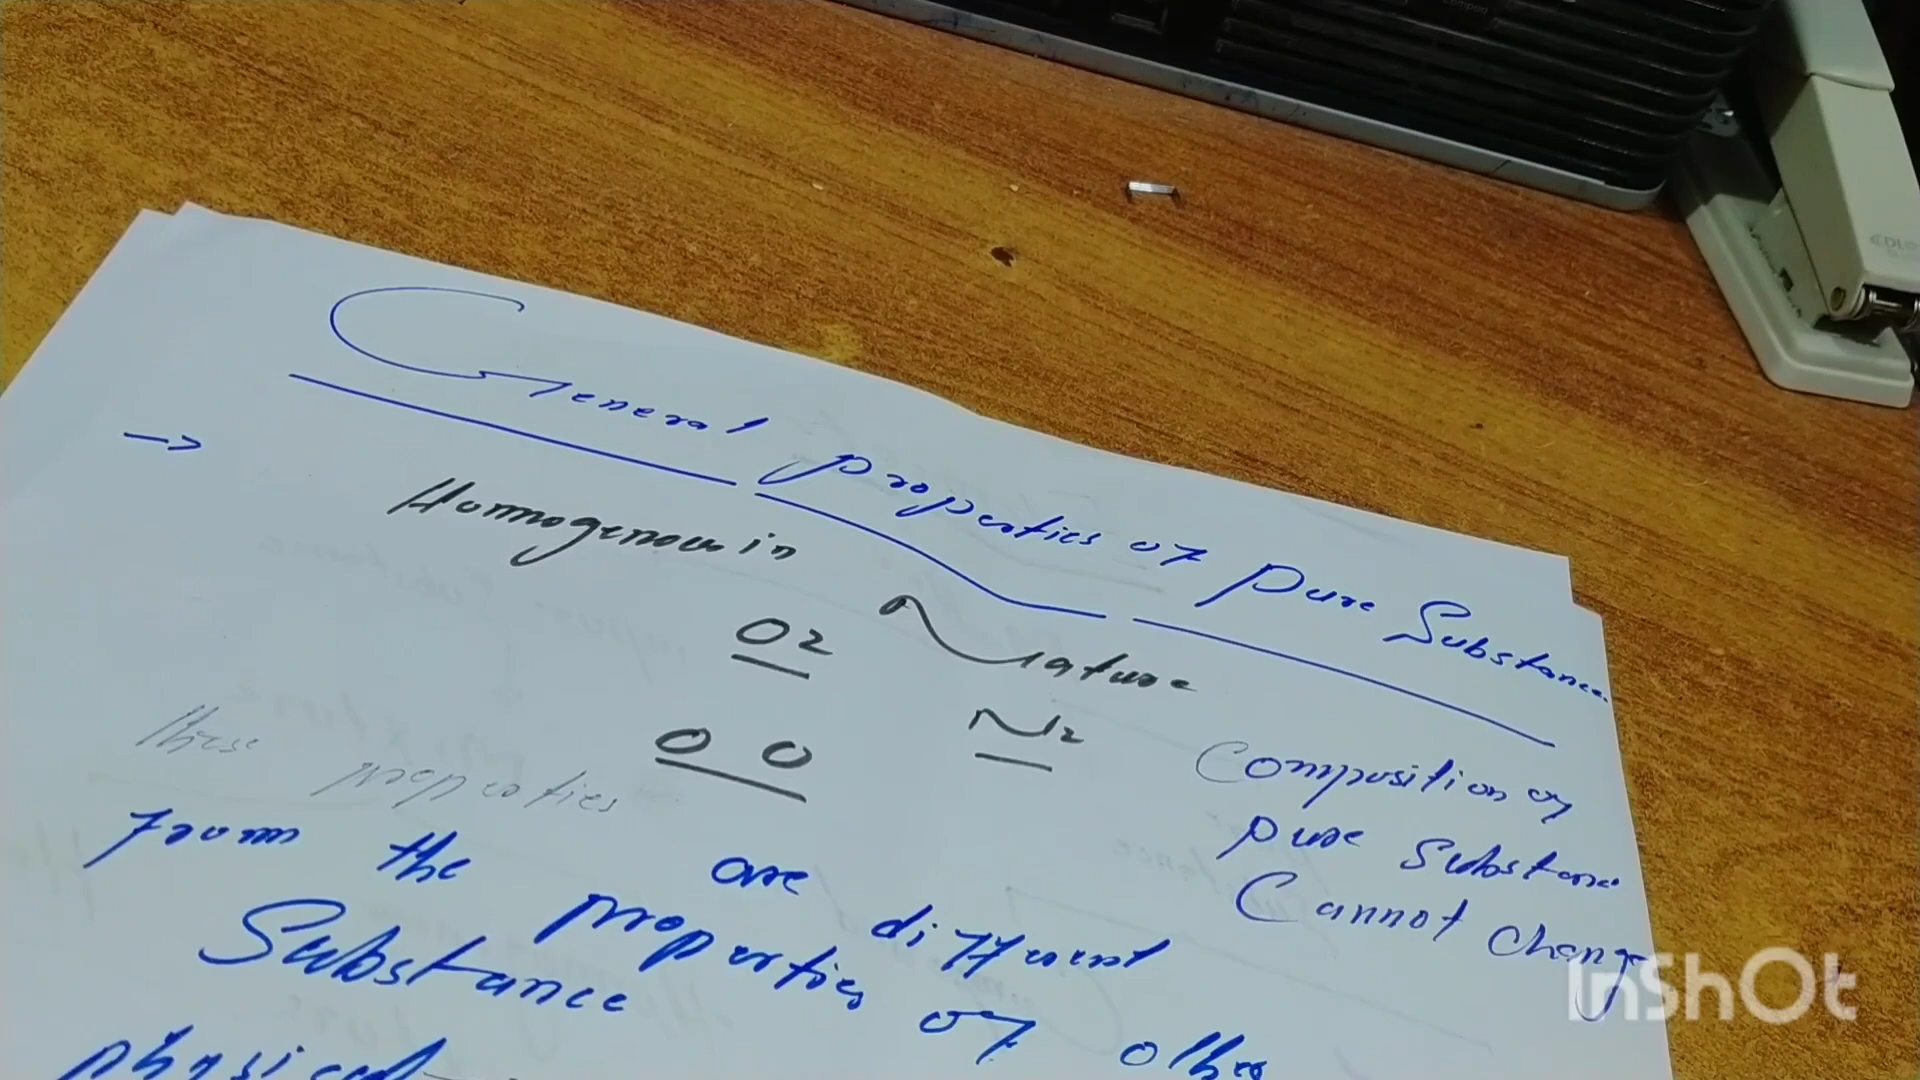 General properties of pure Substance.
→ Homogenous in Nature
O2
N2
O O
Composition of
pure substance
Cannot change
these properties
are different
from the properties of other
Substance
physical
InShOt